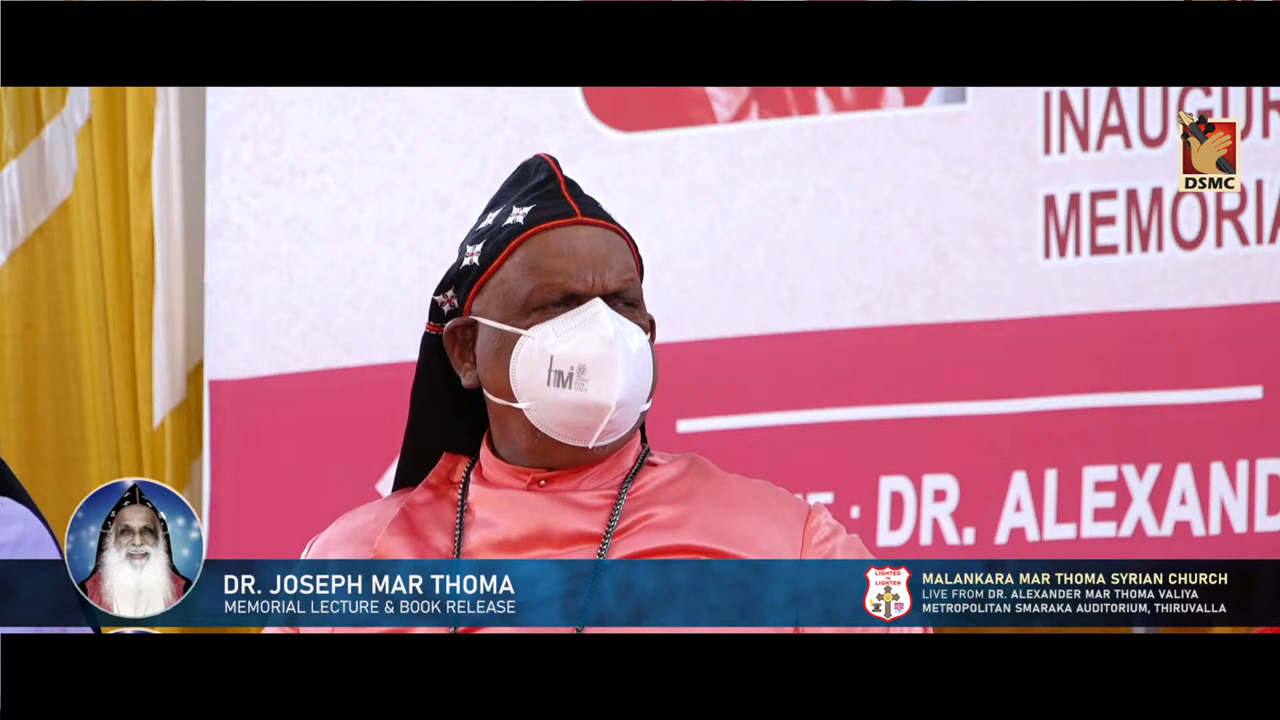 INAUGUR
DSMC
MEMORIA
DR. ALEXAND
DR. JOSEPH MAR THOMA
MEMORIAL LECTURE & BOOK RELEASE
LIGHTED
TO
LIGHTEN
MALANKARA MAR THOMA SYRIAN CHURCH
LIVE FROM DR. ALEXANDER MAR THOMA VALIYA
METROPOLITAN SMARAKA AUDITORIUM, THIRUVALLA